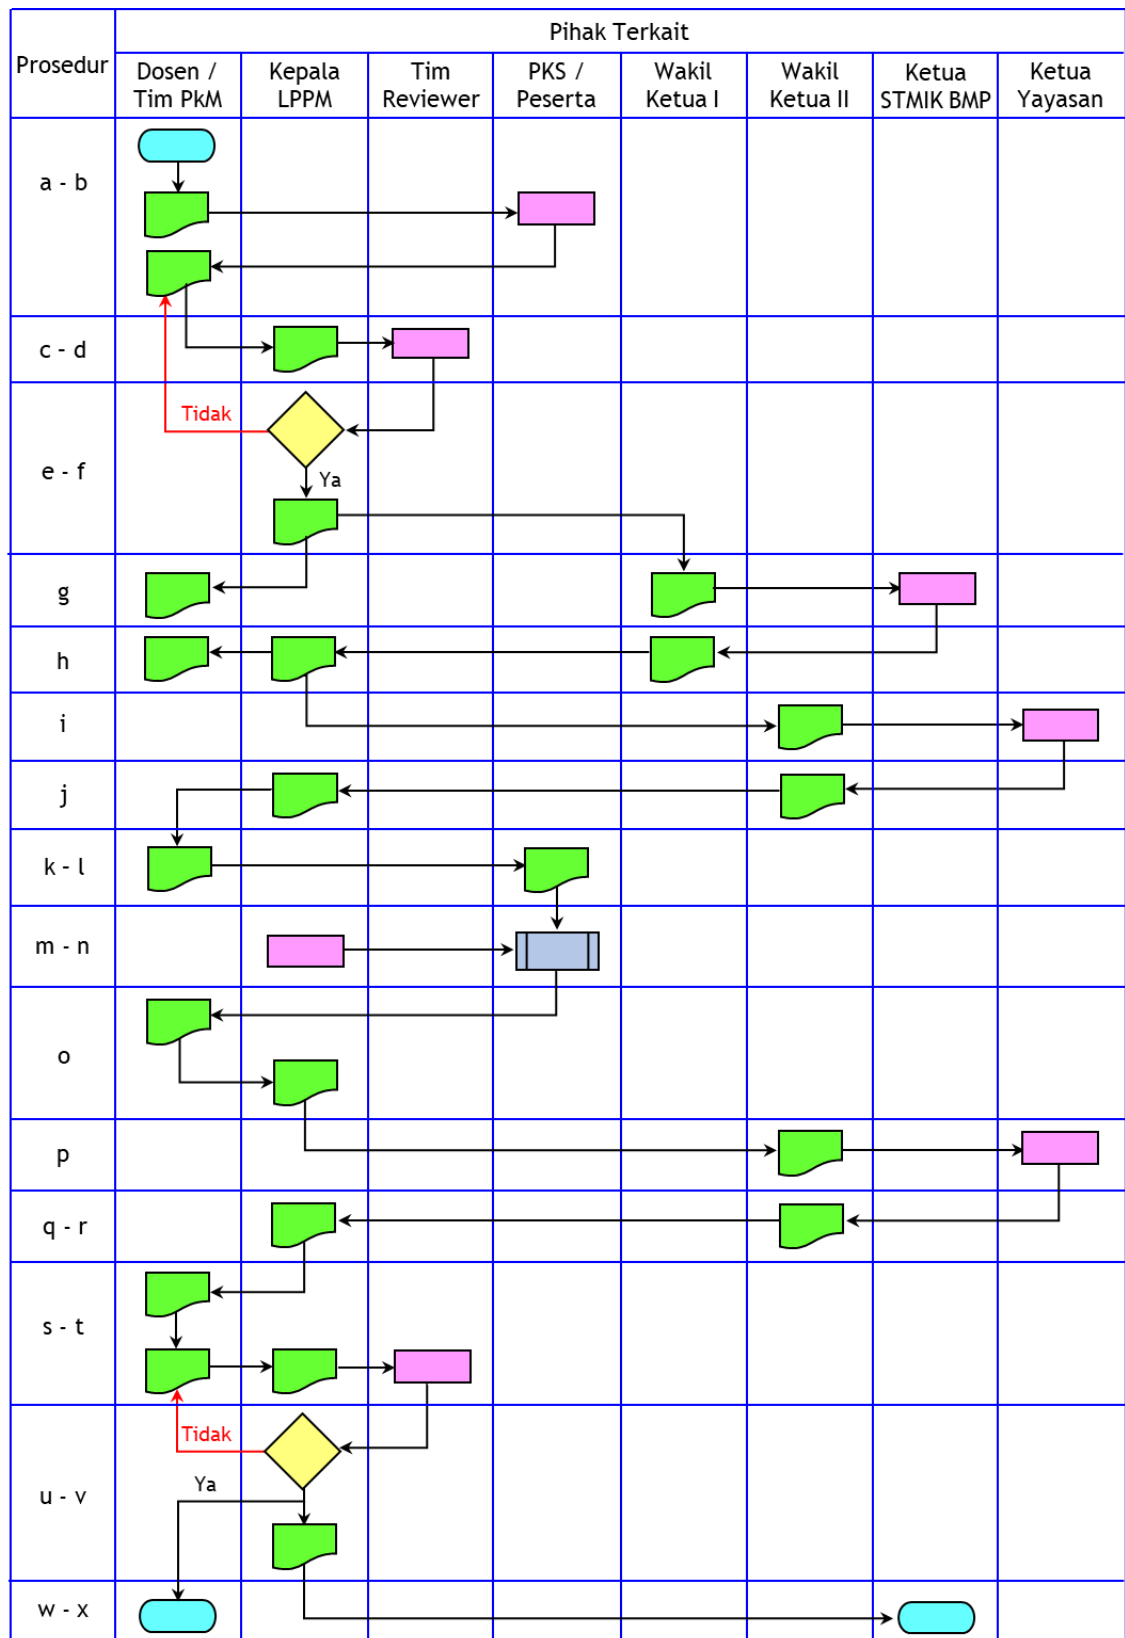 Prosedur
Pihak Terkait
Dosen /
Tim PkM
Kepala
LPPM
Tim
Reviewer
PKS /
Peserta
Wakil
Ketua I
Wakil
Ketua II
Ketua
STMIK BMP
Ketua
Yayasan
a - b
c - d
Tidak
e - f
Ya
g
h
i
j
k - l
m - n
o
p
q - r
s - t
Tidak
Ya
u - v
w - x